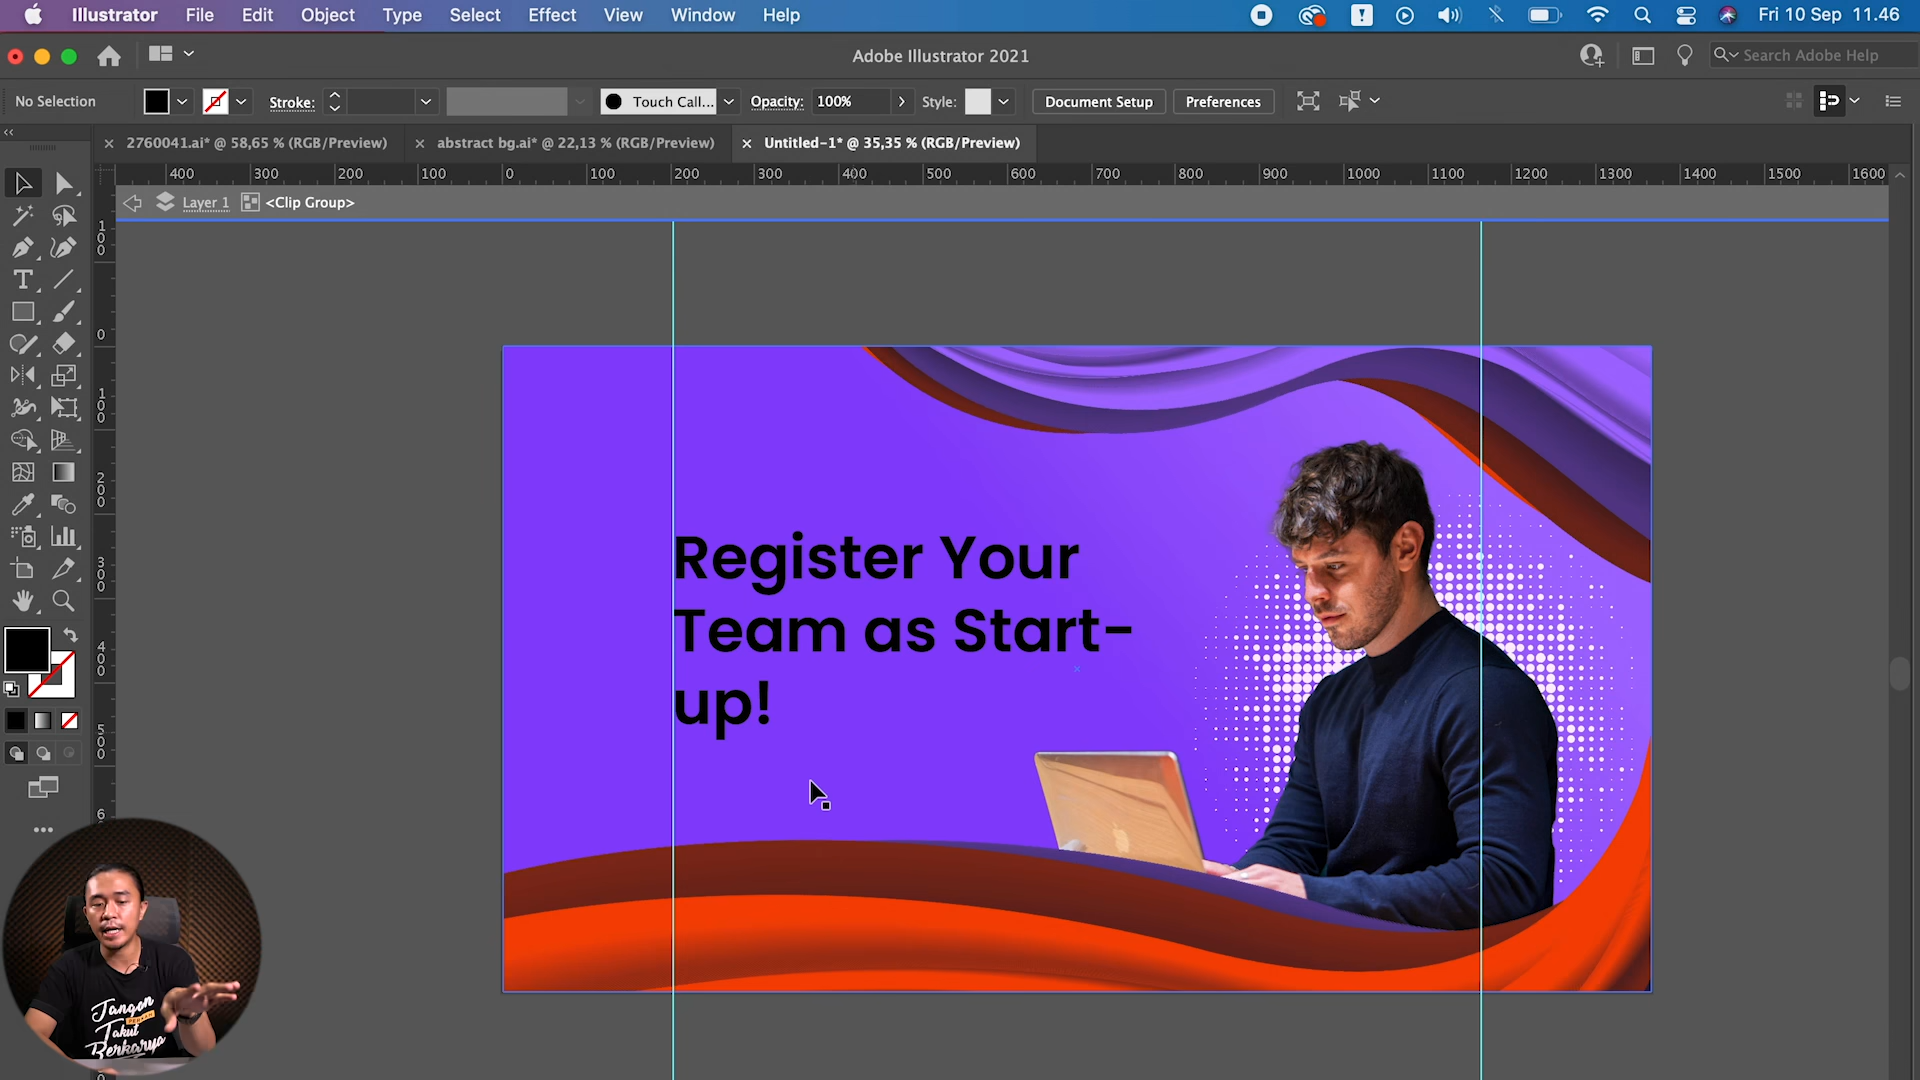 Illustrator File Edit Object Type Select Effect View Window Help Fri 10 Sep 11.46
Adobe Illustrator 2021 Search Adobe Help
No Selection Stroke: Touch Call... Opacity: 100% Style: Document Setup Preferences
2760041.ai* @ 58,65 % (RGB/Preview) abstract bg.ai* @ 22,13 % (RGB/Preview) Untitled-1* @ 35,35 % (RGB/Preview)
400 300 200 100 0 100 200 300 400 500 600 700 800 900 1000 1100 1200 1300 1400 1500 1600
Layer 1 <Clip Group>
100
0
100
200
300
400
500
6
Register Your
Team as Start-
up!
Jangan
Takut
Berkarya